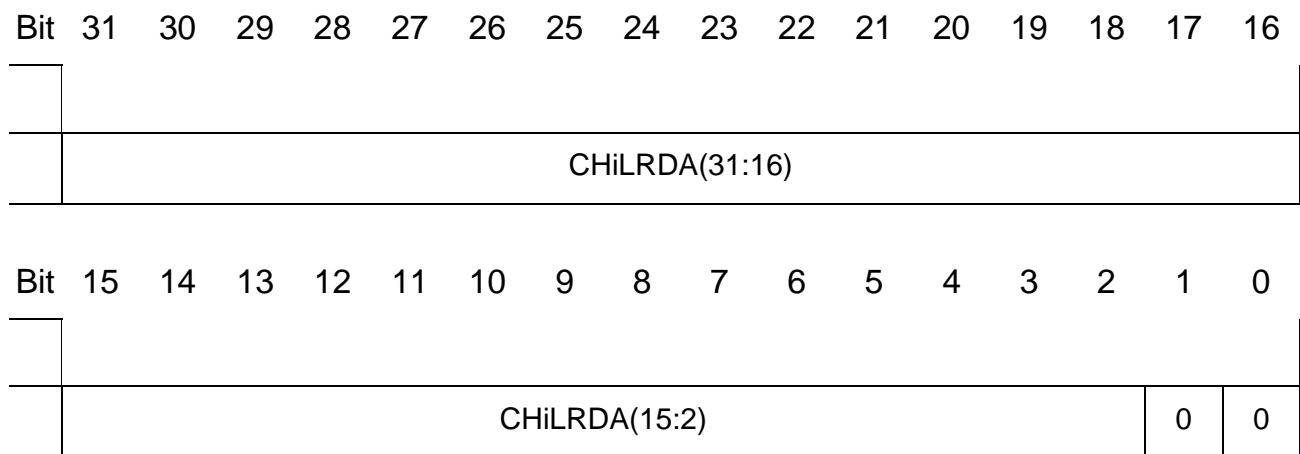 Bit 31 30 29 28 27 26 25 24 23 22 21 20 19 18 17 16
CHiLRDA(31:16)
Bit 15 14 13 12 11 10 9 8 7 6 5 4 3 2 1 0
CHiLRDA(15:2) 0 0